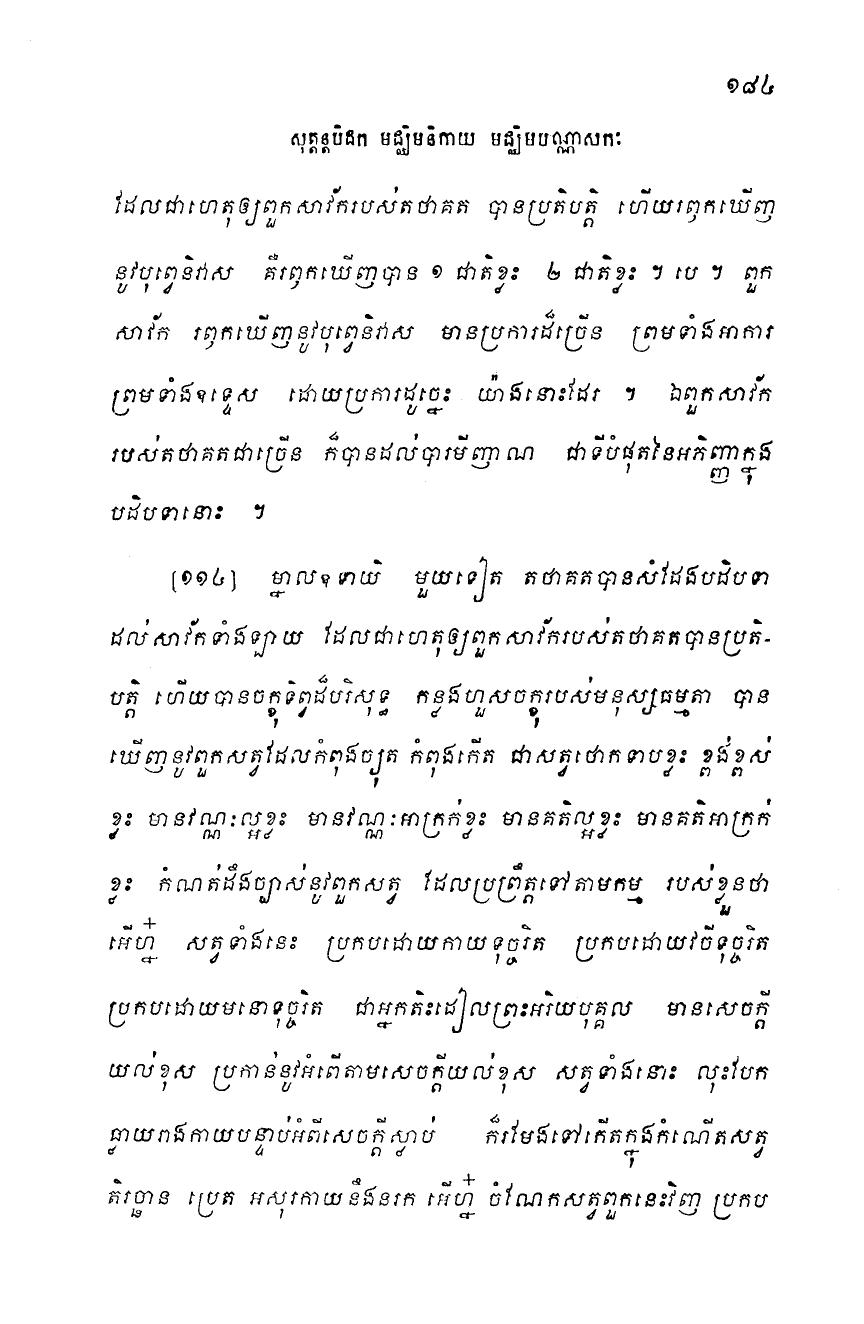 ១៨៤
សុត្តន្តបិដក មជ្ឈិមនិកាយ មជ្ឈិមបណ្ណាសកៈ
ដែលជាហេតុឲ្យពួកសាវ័ករបស់តថាគត បានប្រតិបត្តិ ហើយរឭកឃើញ
នូវបុព្វេនិវាស គឺរឭកឃើញបាន ១ ជាតិខ្លះ ២ ជាតិខ្លះ ។ បេ ។ ពួក
សាវ័ក រឭកឃើញនូវបុព្វេនិវាស មានប្រការដ៏ច្រើន ព្រមទាំងអាការ
ព្រមទាំងឧទ្ទេស ដោយប្រការដូច្នេះ យ៉ាងនោះដែរ ។ ឯពួកសាវ័ក
របស់តថាគតជាច្រើន ក៏បានដល់បារមីញាណ ជាទីបំផុតនៃអភិញ្ញាក្នុង
បដិបទានោះ ។
[១១៤] ម្នាលឧទាយិ មួយទៀត តថាគតបានសំដែងបដិបទា
ដល់សាវ័កទាំងឡាយ ដែលជាហេតុឲ្យពួកសាវ័ករបស់តថាគតបានប្រតិ-
បត្តិ ហើយបានចក្ខុទិព្វដ៏បរិសុទ្ធ កន្លងហួសចក្ខុរបស់មនុស្សធម្មតា បាន
ឃើញនូវពួកសត្វដែលកំពុងច្យុត កំពុងកើត ជាសត្វថោកទាបខ្លះ ខ្ពង់ខ្ពស់
ខ្លះ មានវណ្ណៈល្អខ្លះ មានវណ្ណៈអាក្រក់ខ្លះ មានគតិល្អខ្លះ មានគតិអាក្រក់
ខ្លះ កំណត់ដឹងច្បាស់នូវពួកសត្វ ដែលប្រព្រឹត្តទៅតាមកម្ម របស់ខ្លួនថា
អើហ្ន៎ សត្វទាំងនេះ ប្រកបដោយកាយទុច្ចរិត ប្រកបដោយវចីទុច្ចរិត
ប្រកបដោយមនោទុច្ចរិត ជាអ្នកតិះដៀលព្រះអរិយបុគ្គល មានសេចក្តី
យល់ខុស ប្រកាន់នូវអំពើតាមសេចក្តីយល់ខុស សត្វទាំងនោះ លុះបែក
ធ្លាយរាងកាយបន្ទាប់អំពីសេចក្តីស្លាប់ ក៏រមែងទៅកើតក្នុងកំណើតសត្វ
តិរច្ឆាន ប្រេត អសុរកាយនឹងនរក អើហ្ន៎ ចំណែកសត្វពួកនេះវិញ ប្រកប